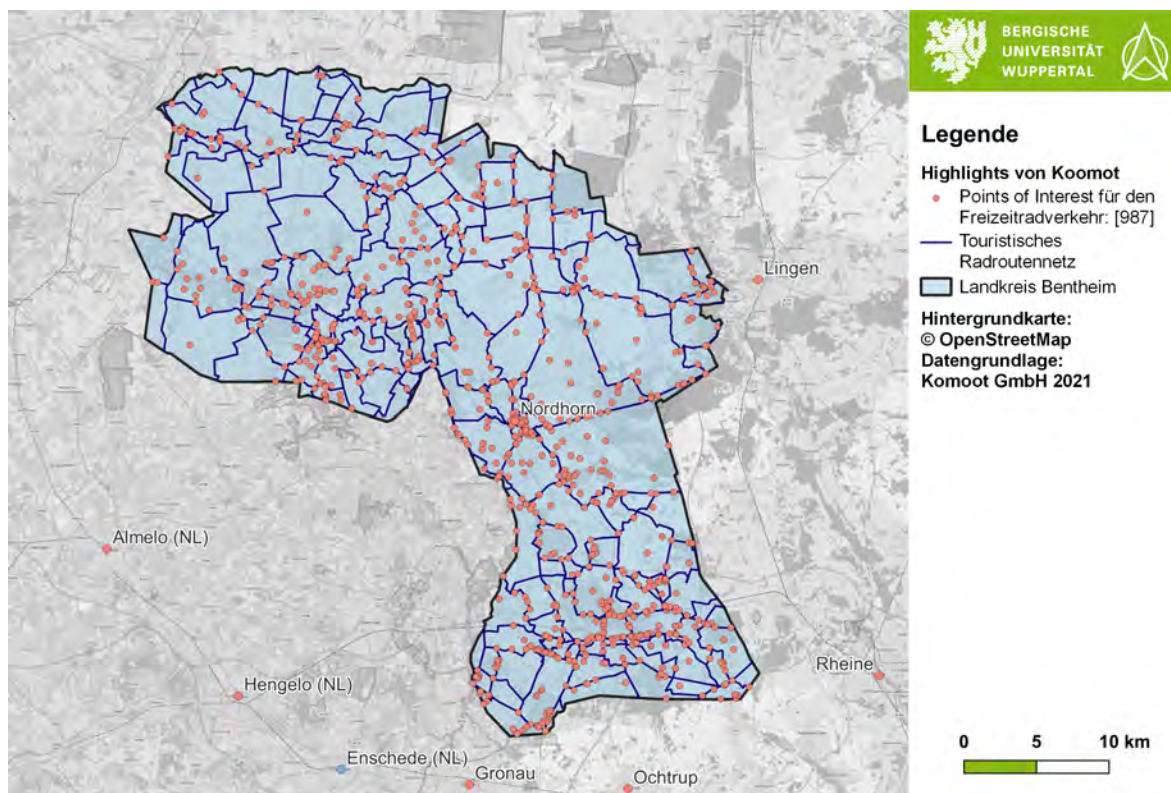 BERGISCHE
UNIVERSITÄT
WUPPERTAL
Legende
Highlights von Koomot
Points of Interest für den
Freizeitradverkehr: [987]
Touristisches
Radroutennetz
Landkreis Bentheim
Hintergrundkarte:
© OpenStreetMap
Datengrundlage:
Komoot GmbH 2021
Lingen
Nordhorn
Almelo (NL)
Hengelo (NL)
Rheine
Enschede (NL)
Gronau
Ochtrup
0 5 10 km